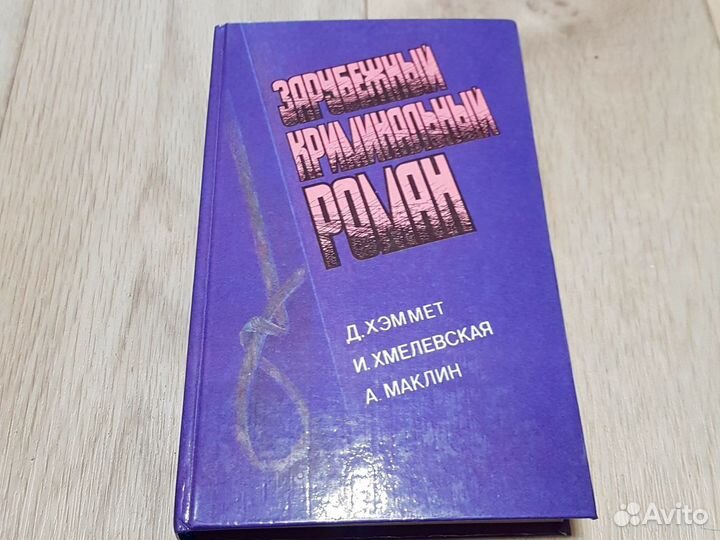 ЗАРУБЕЖНЫЙ
КРИМИНАЛЬНЫЙ
РОМАН
Д. ХЭММЕТ
И. ХМЕЛЕВСКАЯ
А. МАКЛИН
Avito